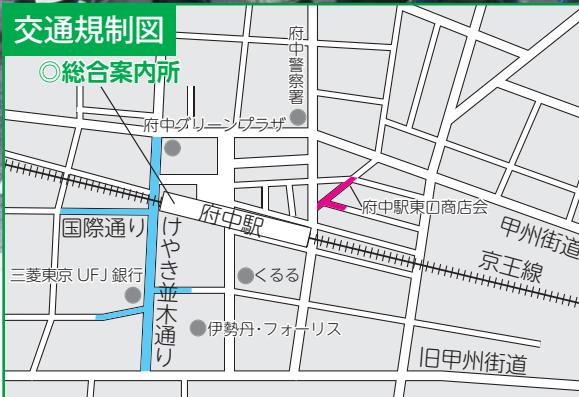 交通規制図
◎総合案内所
府中警察署
府中グリーンプラザ
府中駅東口商店会
府中駅
国際通り
けやき並木通り
甲州街道
京王線
三菱東京UFJ銀行
くるる
伊勢丹・フォーリス
旧甲州街道